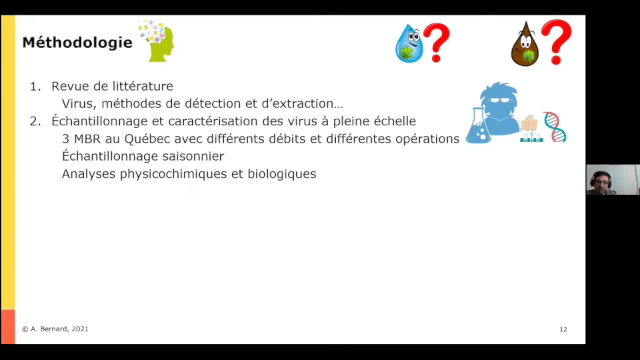 Méthodologie
1. Revue de littérature
Virus, méthodes de détection et d'extraction…
2. Échantillonnage et caractérisation des virus à pleine échelle
3 MBR au Québec avec différents débits et différentes opérations
Échantillonnage saisonnier
Analyses physicochimiques et biologiques
© A. Bernard, 2021
12